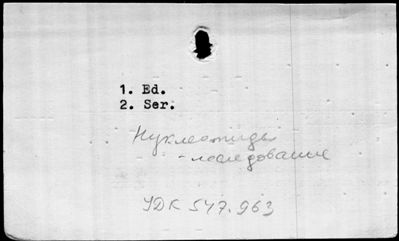 1. Ed.
2. Ser.
Нуклеотиды
- исследование
УДК 547.963